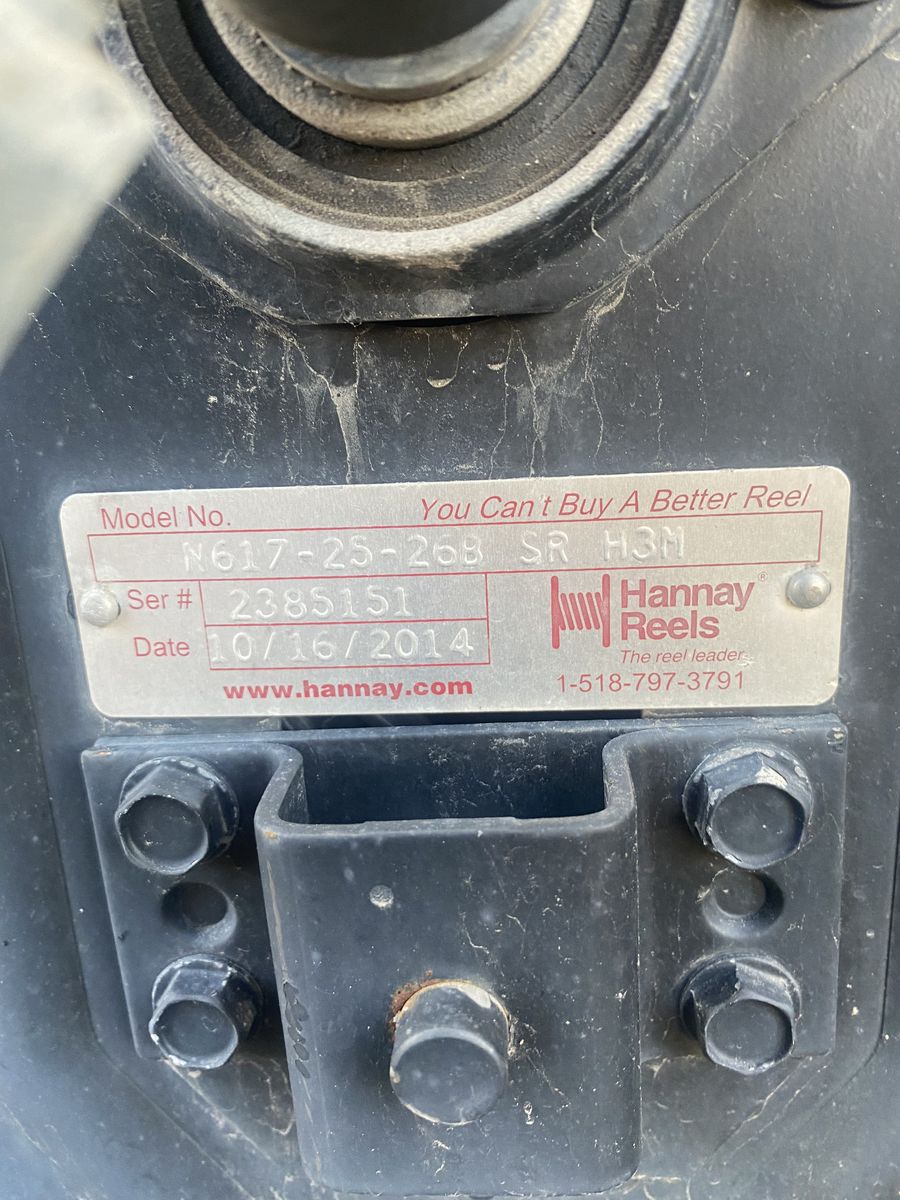 Model No. You Can't Buy A Better Reel
N617-25-26B SR H3M
Ser # 2385151
Date 10/16/2014
Hannay®
Reels
The reel leader
www.hannay.com 1-518-797-3791